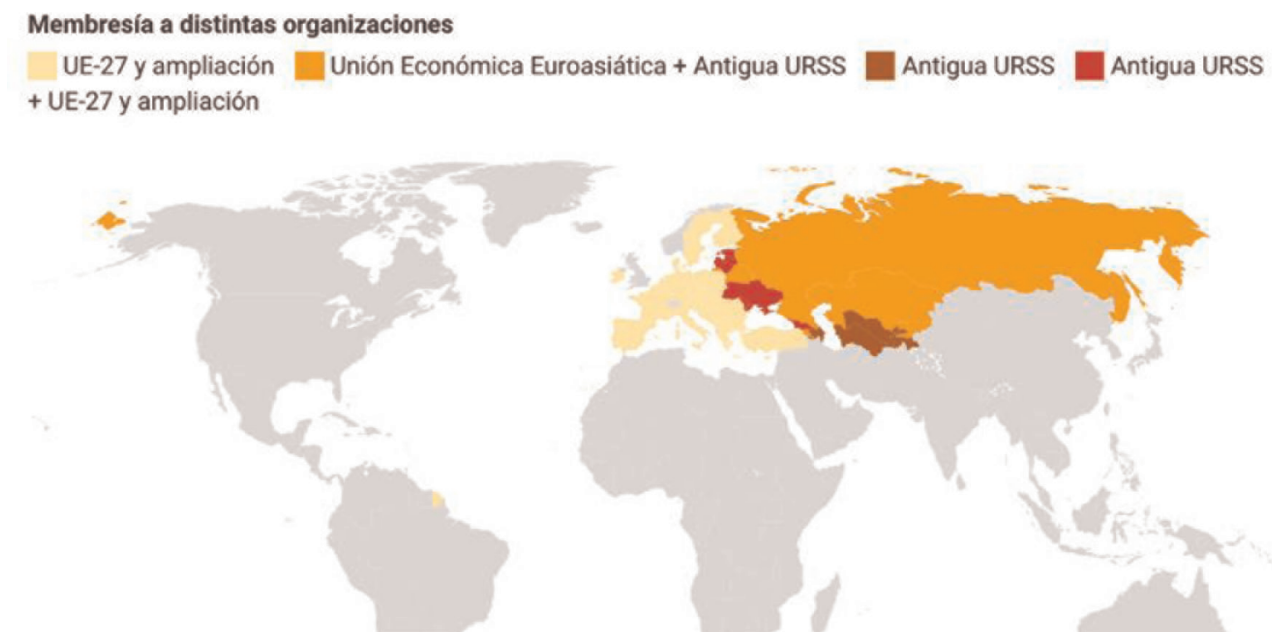 Membresía a distintas organizaciones
UE-27 y ampliación Unión Económica Euroasiática + Antigua URSS Antigua URSS Antigua URSS
+ UE-27 y ampliación